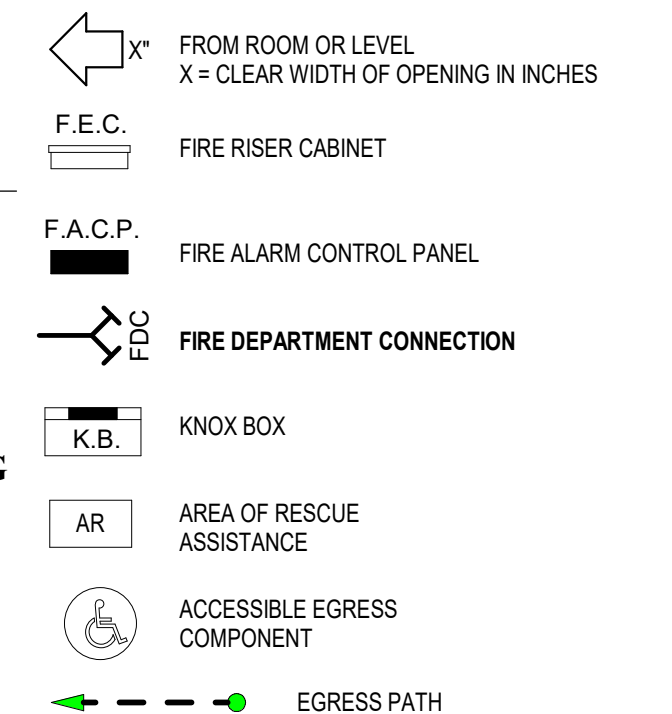 X" FROM ROOM OR LEVEL
X = CLEAR WIDTH OF OPENING IN INCHES
F.E.C.
FIRE RISER CABINET
F.A.C.P.
FIRE ALARM CONTROL PANEL
FDC FIRE DEPARTMENT CONNECTION
K.B. KNOX BOX
G
AR AREA OF RESCUE
ASSISTANCE
ACCESSIBLE EGRESS
COMPONENT
EGRESS PATH